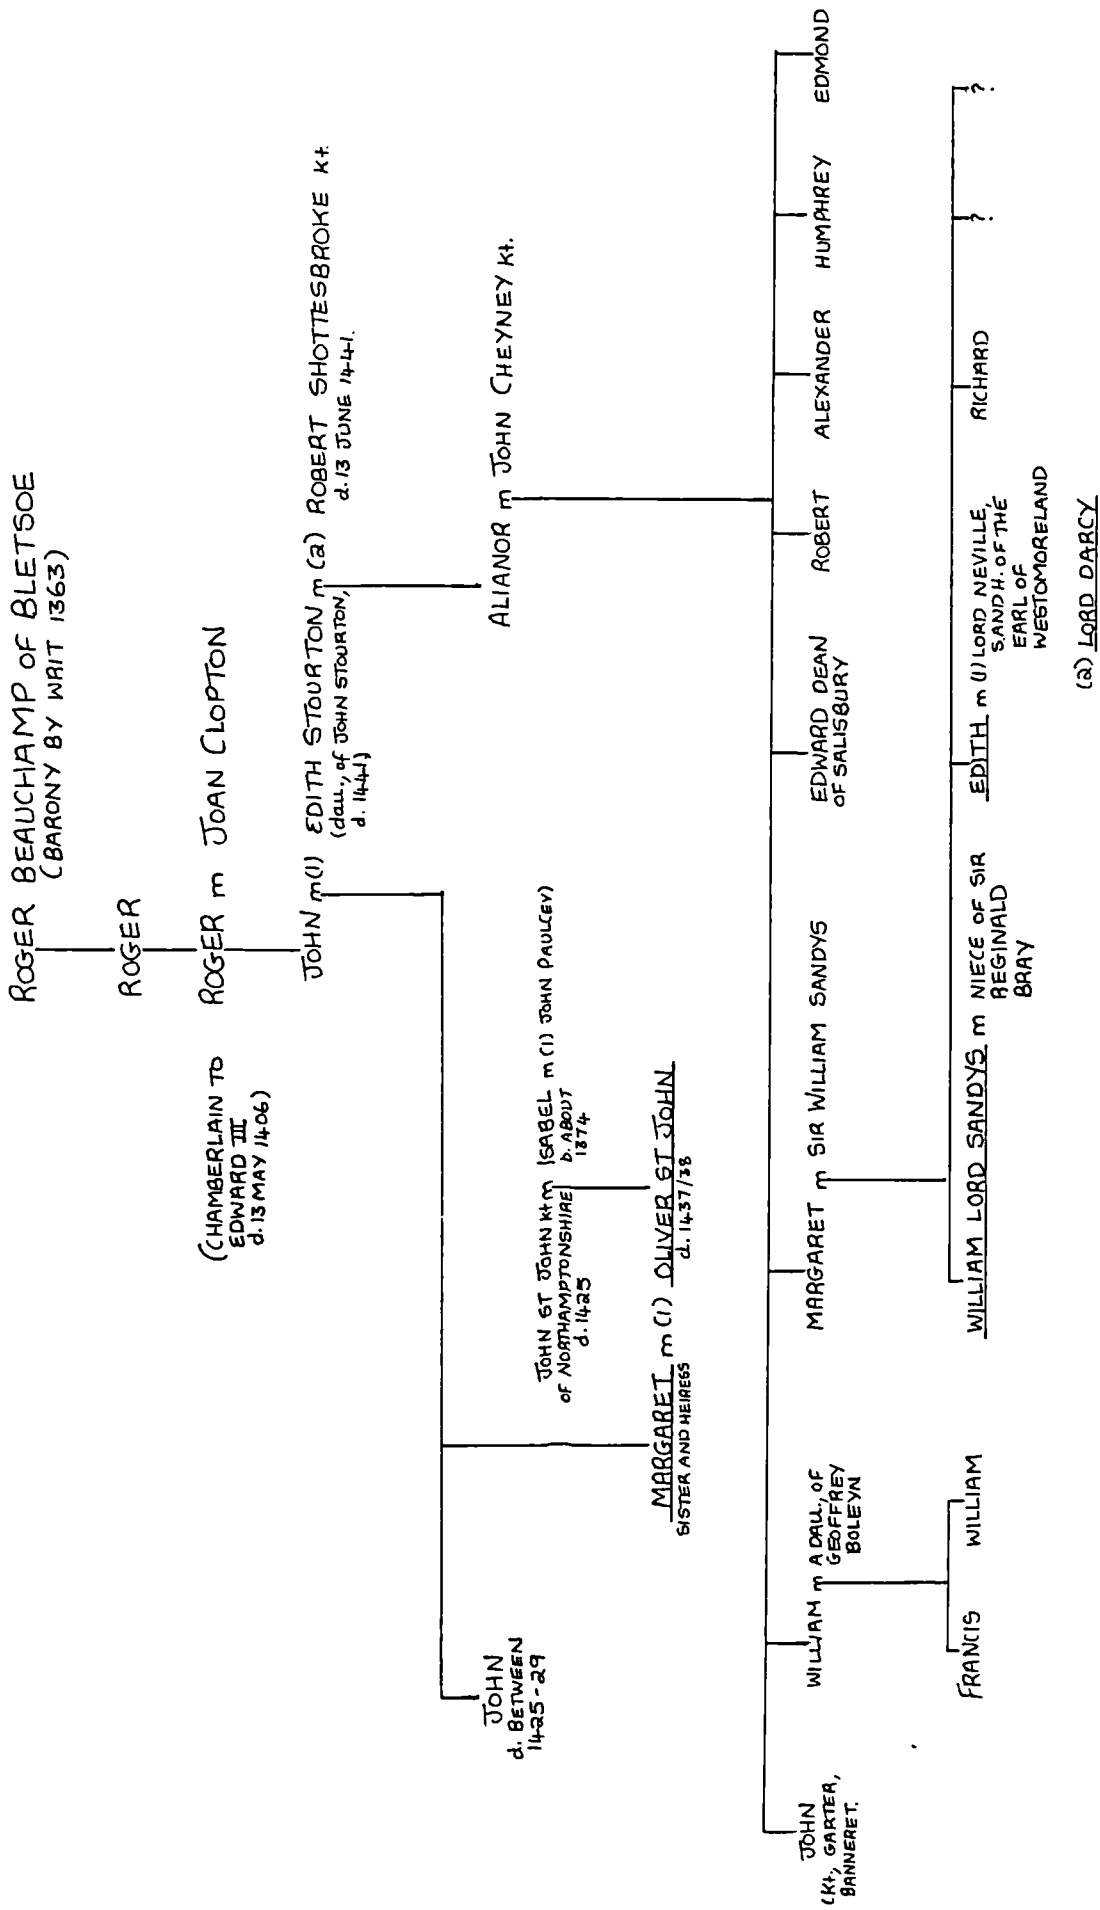 ROGER BEAUCHAMP OF BLETSOE
(BARONY BY WRIT 1363)
ROGER
(CHAMBERLAIN TO
EDWARD III
d. 13 MAY 1406)
ROGER m JOAN CLOPTON
JOHN m(1) EDITH STOURTON m(2) ROBERT SHOTTESBROKE Kt.
(dau., of JOHN STOURTON,
d. 1441)
d. 13 JUNE 1441.
JOHN
d. BETWEEN
1425-29
ALIANOR m JOHN CHEYNEY Kt.
JOHN ST JOHN Kt m ISABEL m(1) JOHN PAULLEY)
OF NORTHAMPTONSHIRE
d. 1425
b. ABOUT
1374
MARGARET m(1) OLIVER ST JOHN
SISTER AND HEIRESS
d. 1437/38
JOHN
(Kt, GARTER,
BANNERET.
WILLIAM m A DAU., OF
GEOFFREY
BOLEYN
MARGARET m SIR WILLIAM SANDYS
EDWARD DEAN
OF SALISBURY
ROBERT
ALEXANDER
HUMPHREY
EDMOND
FRANCIS
WILLIAM
WILLIAM LORD SANDYS m NIECE OF SIR
REGINALD
BRAY
EDITH m(1) LORD NEVILLE,
S. AND H. OF THE
EARL OF
WESTOMORELAND
(2) LORD DARCY
RICHARD
?.
?.